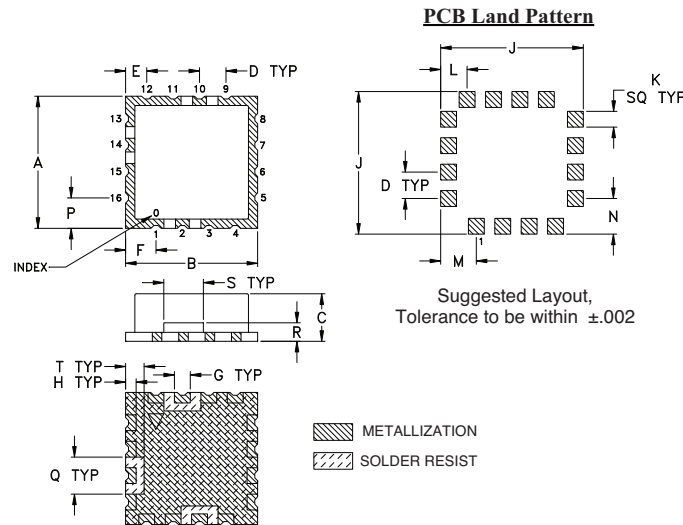 PCB Land Pattern
E
D TYP
12 11 10 9
13
14
15
16
8
7
6
5
A
P
0
1 2 3 4
F
B
INDEX
J
L
K
SQ TYP
J
D TYP
N
M
1
Suggested Layout,
Tolerance to be within ±.002
S TYP
C
R
T TYP
H TYP
G TYP
Q TYP
METALLIZATION
SOLDER RESIST